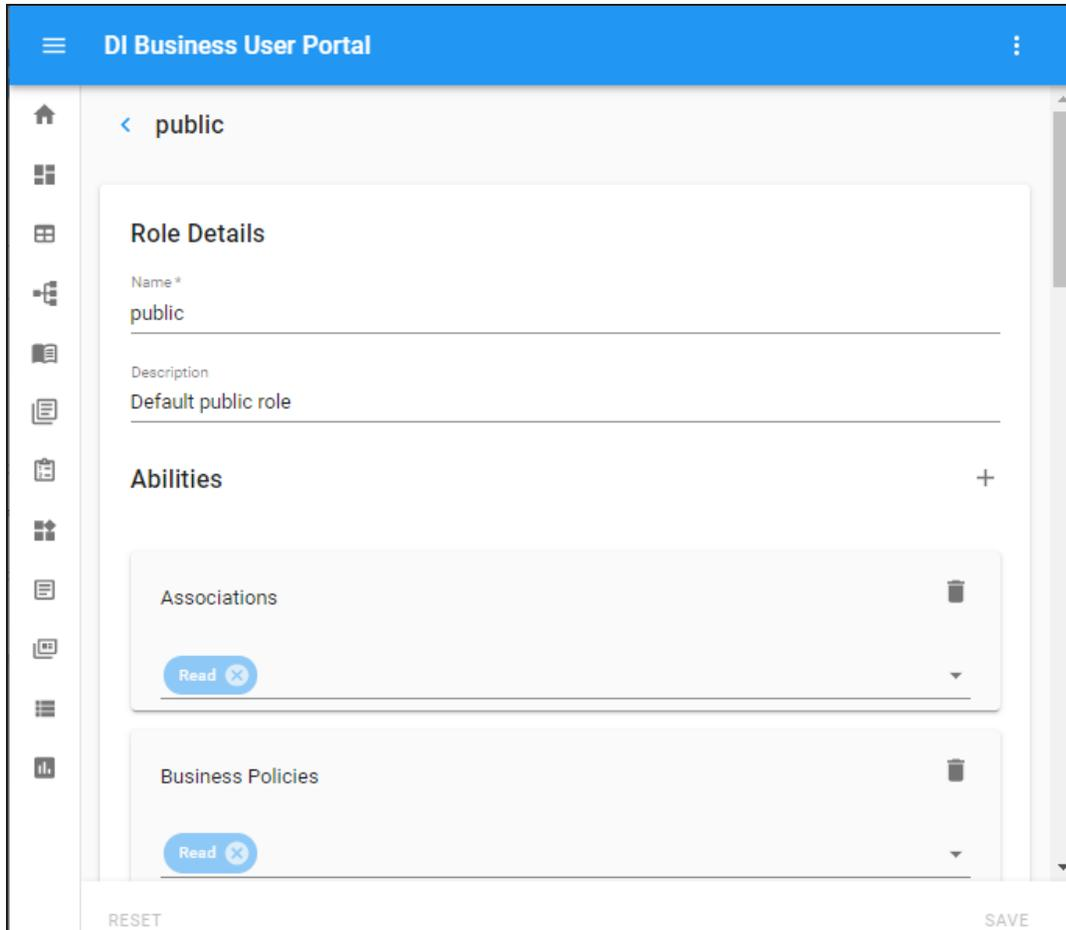 DI Business User Portal
public
Role Details
Name *
public
Description
Default public role
Abilities
Associations
Read
Business Policies
Read
RESET
SAVE